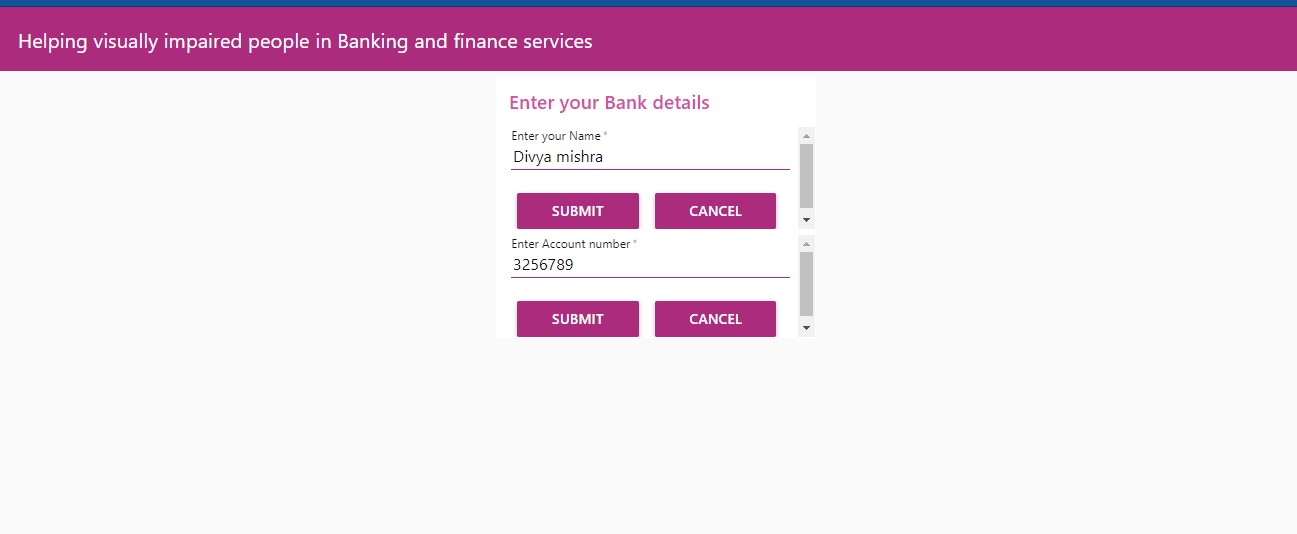 Helping visually impaired people in Banking and finance services
Enter your Bank details
Enter your Name *
Divya mishra
SUBMIT CANCEL
Enter Account number *
3256789
SUBMIT CANCEL